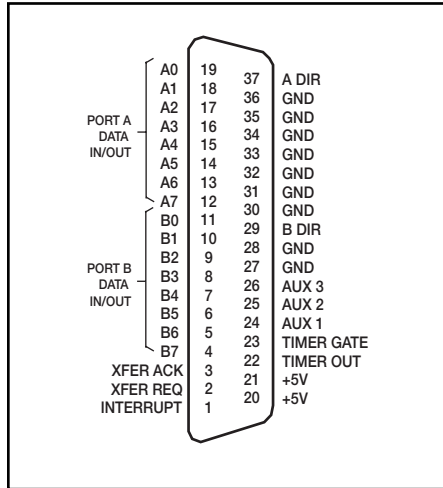 A0 19
A1 18
A2 17
A3 16
A4 15
A5 14
A6 13
A7 12
PORT A
DATA
IN/OUT
B0 11
B1 10
B2 9
B3 8
B4 7
B5 6
B6 5
B7 4
PORT B
DATA
IN/OUT
XFER ACK 3
XFER REQ 2
INTERRUPT 1
37 A DIR
36 GND
35 GND
34 GND
33 GND
32 GND
31 GND
30 GND
29 B DIR
28 GND
27 GND
26 AUX 3
25 AUX 2
24 AUX 1
23 TIMER GATE
22 TIMER OUT
21 +5V
20 +5V